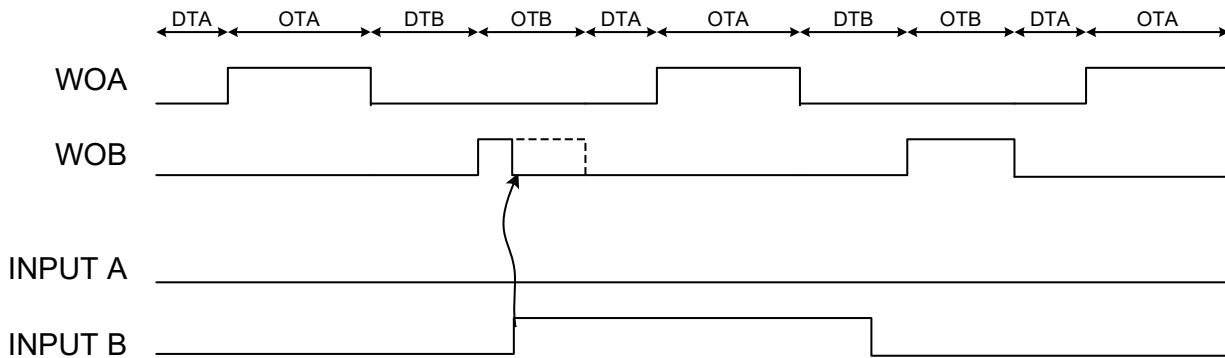 DTA OTA DTB OTB DTA OTA DTB OTB DTA OTA
WOA
WOB
INPUT A
INPUT B